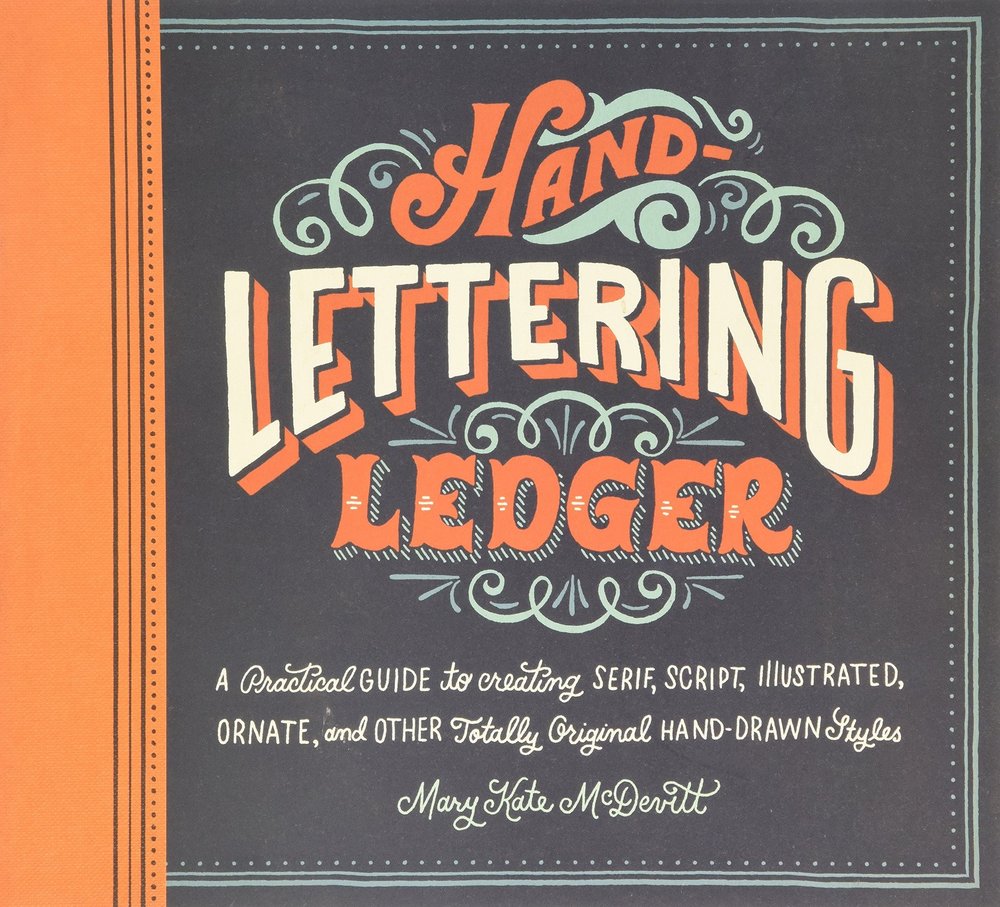 HAND-
LETTERING
LEDGER
A Practical GUIDE to creating SERIF, SCRIPT, ILLUSTRATED,
ORNATE, and OTHER Totally Original HAND-DRAWN Styles
Mary Kate McDevitt